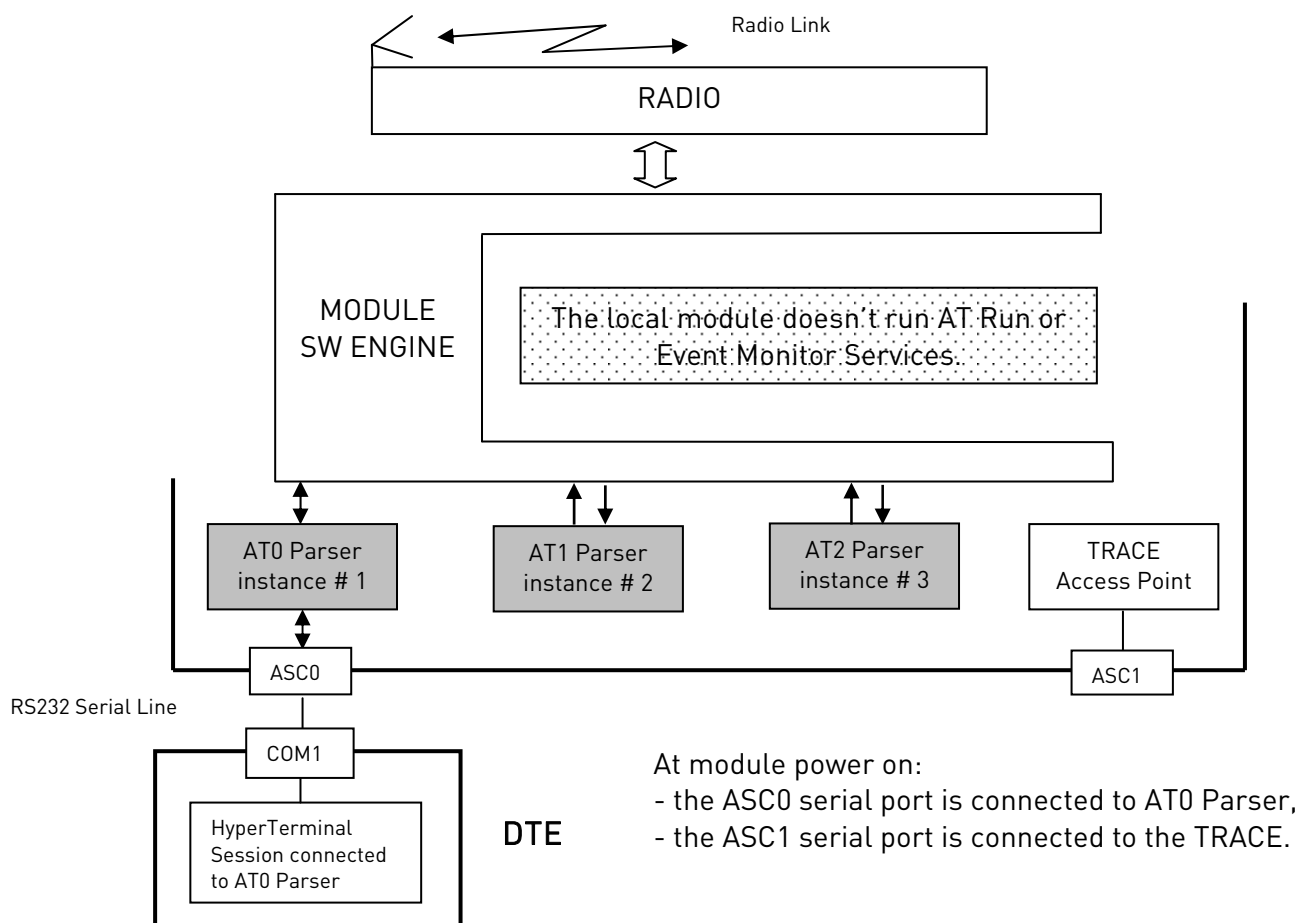 Radio Link
RADIO
MODULE
SW ENGINE
The local module doesn't run AT Run or
Event Monitor Services.
AT0 Parser
instance # 1
AT1 Parser
instance # 2
AT2 Parser
instance # 3
TRACE
Access Point
ASC0
ASC1
RS232 Serial Line
COM1
HyperTerminal
Session connected
to AT0 Parser
DTE
At module power on:
- the ASC0 serial port is connected to AT0 Parser,
- the ASC1 serial port is connected to the TRACE.